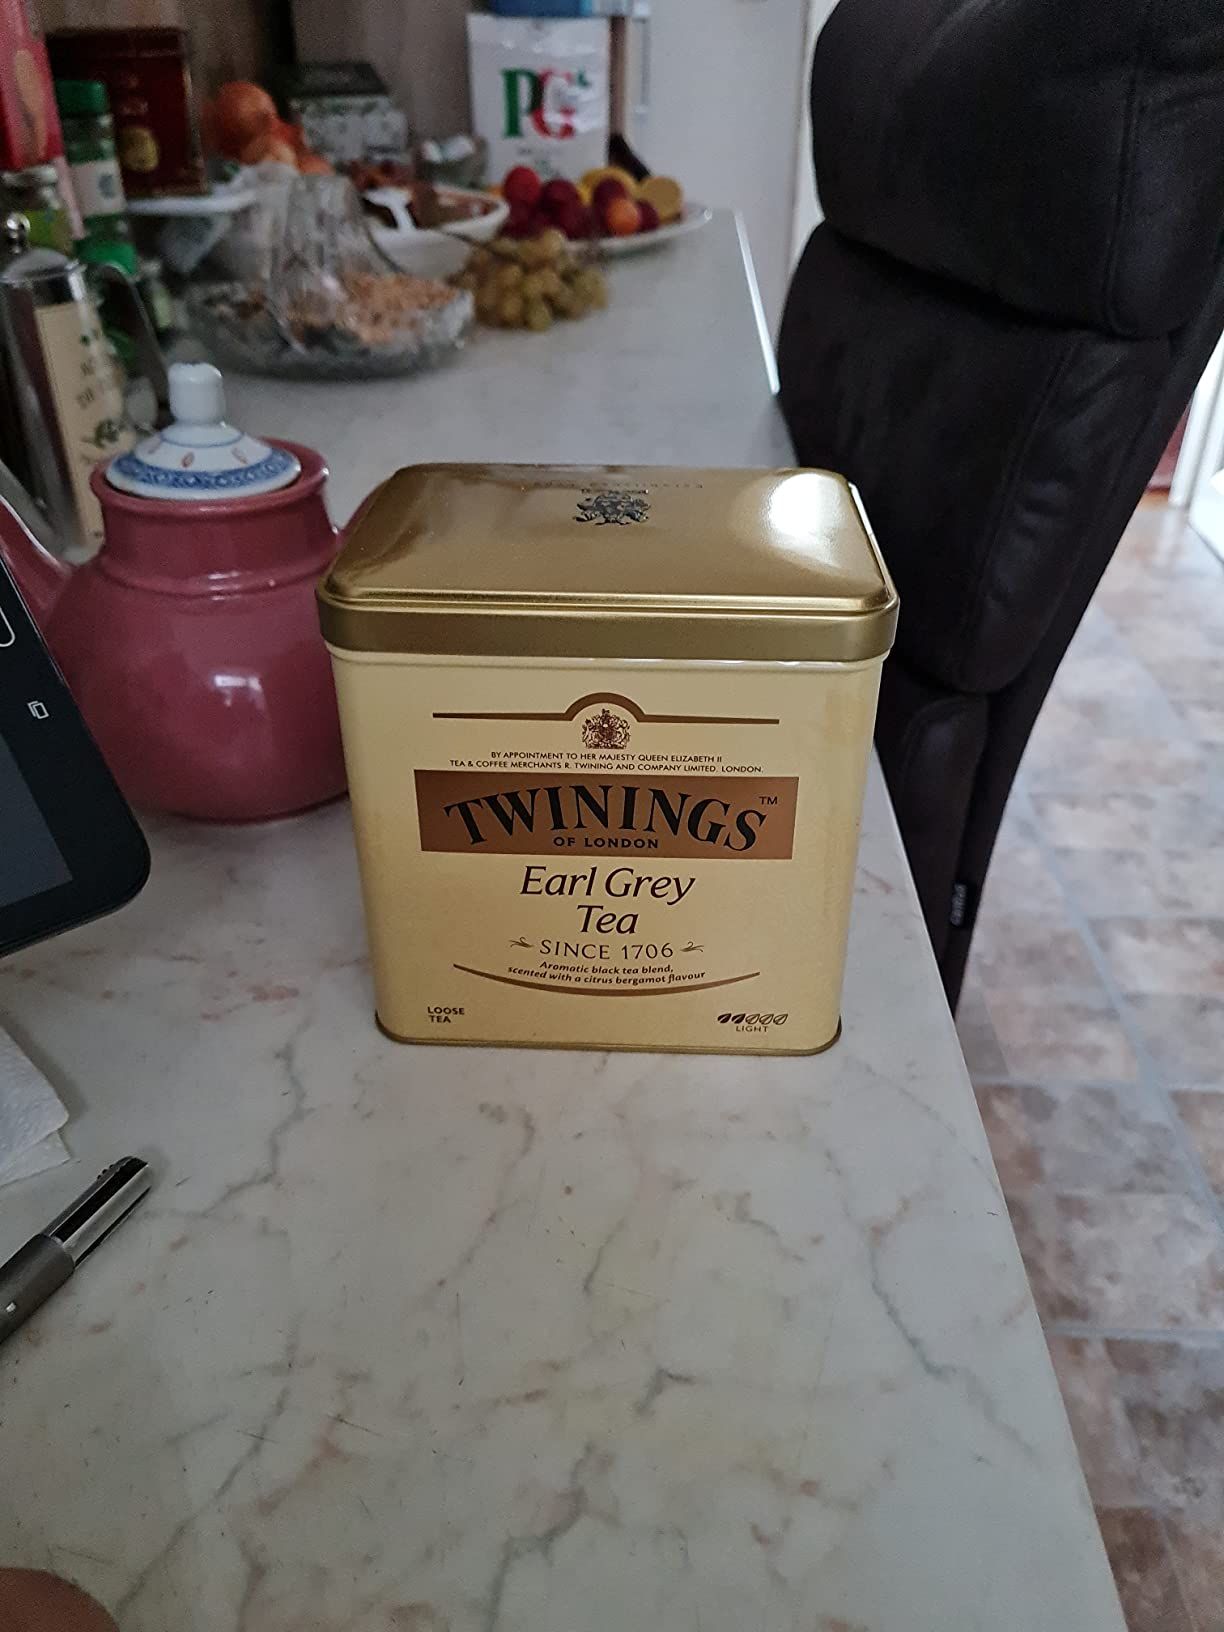 PG
BY APPOINTMENT TO HER MAJESTY QUEEN ELIZABETH II
TEA & COFFEE MERCHANTS R. TWINING AND COMPANY LIMITED, LONDON.
TWININGS™
OF LONDON
Earl Grey
Tea
SINCE 1706
Aromatic black tea blend,
scented with a citrus bergamot flavour
LOOSE
TEA
LIGHT